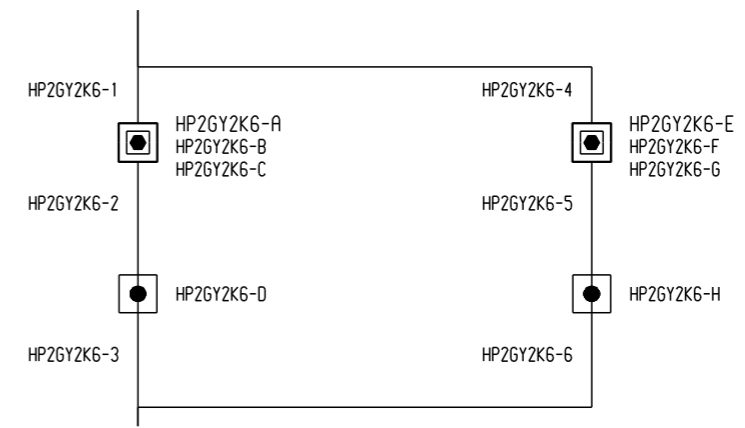 HP2GY2K6-1
HP2GY2K6-4
HP2GY2K6-A
HP2GY2K6-B
HP2GY2K6-C
HP2GY2K6-E
HP2GY2K6-F
HP2GY2K6-G
HP2GY2K6-2
HP2GY2K6-5
HP2GY2K6-D
HP2GY2K6-H
HP2GY2K6-3
HP2GY2K6-6